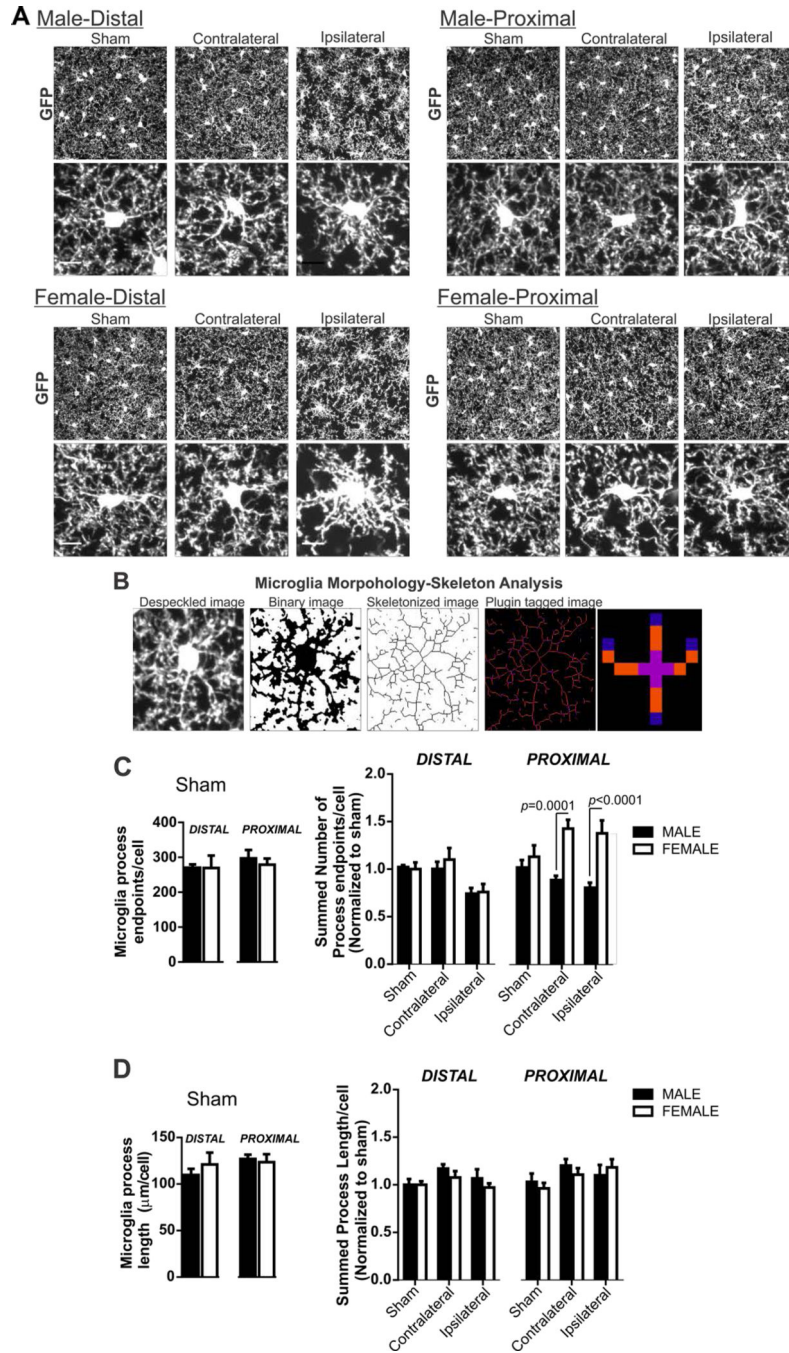 A
Male-Distal
Male-Proximal
Sham Contralateral Ipsilateral
Sham Contralateral Ipsilateral
GFP
GFP
Female-Distal
Female-Proximal
Sham Contralateral Ipsilateral
Sham Contralateral Ipsilateral
GFP
GFP
B
Microglia Morpohology-Skeleton Analysis
Despeckled image Binary image Skeletonized image Plugin tagged image
C
Sham
DISTAL PROXIMAL
Microglia process
endpoints/cell
400
300
200
100
0
DISTAL PROXIMAL
Summed Number of
Process endpoints/cell
(Normalized to sham)
2.0
1.5
1.0
0.5
0.0
p=0.0001
p<0.0001
MALE
FEMALE
Sham
Contralateral
Ipsilateral
Sham
Contralateral
Ipsilateral
D
Sham
DISTAL PROXIMAL
Microglia process
length (μm/cell)
150
100
50
0
DISTAL PROXIMAL
Summed Process Length/cell
(Normalized to sham)
2.0
1.5
1.0
0.5
0.0
MALE
FEMALE
Sham
Contralateral
Ipsilateral
Sham
Contralateral
Ipsilateral